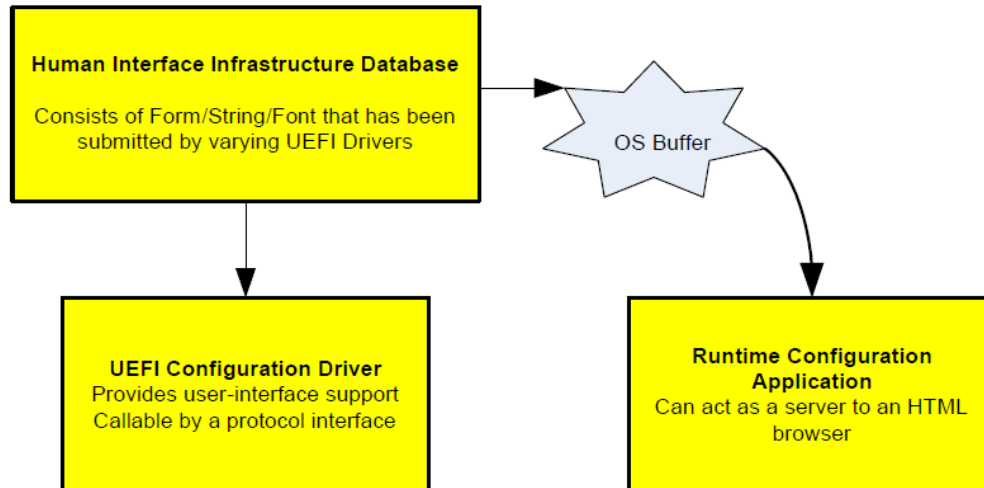 Human Interface Infrastructure Database
Consists of Form/String/Font that has been
submitted by varying UEFI Drivers
OS Buffer
UEFI Configuration Driver
Provides user-interface support
Callable by a protocol interface
Runtime Configuration
Application
Can act as a server to an HTML
browser